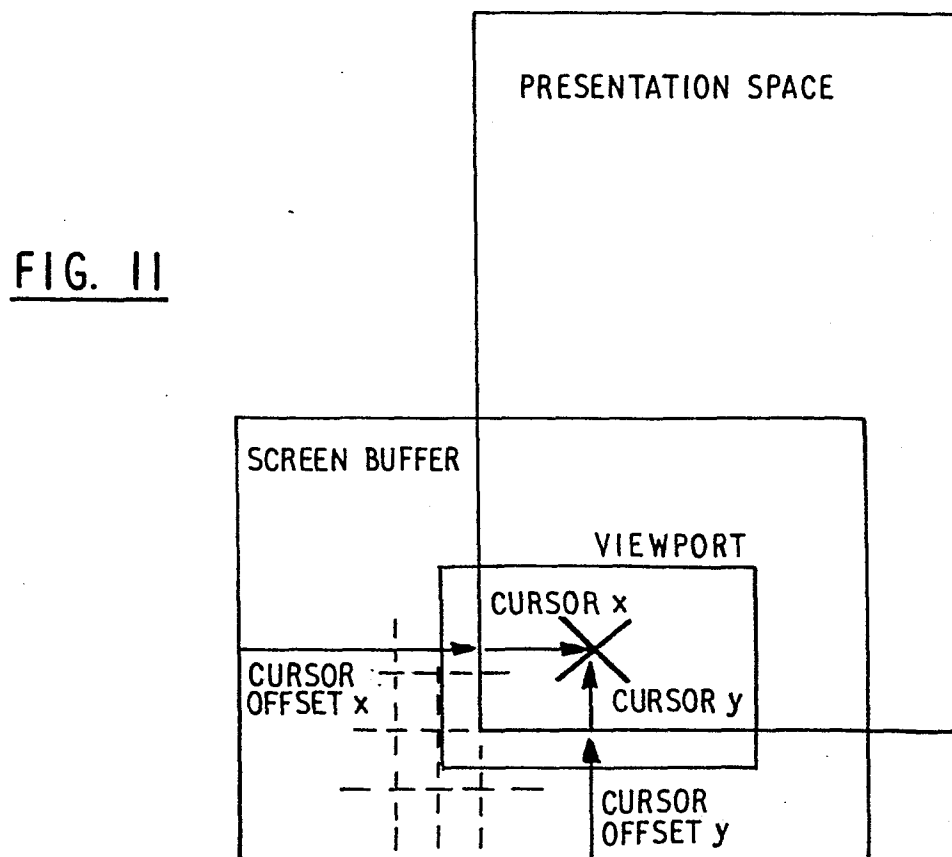 PRESENTATION SPACE
FIG. 11
SCREEN BUFFER
VIEWPORT
CURSOR x
CURSOR
OFFSET x
CURSOR y
CURSOR
OFFSET y